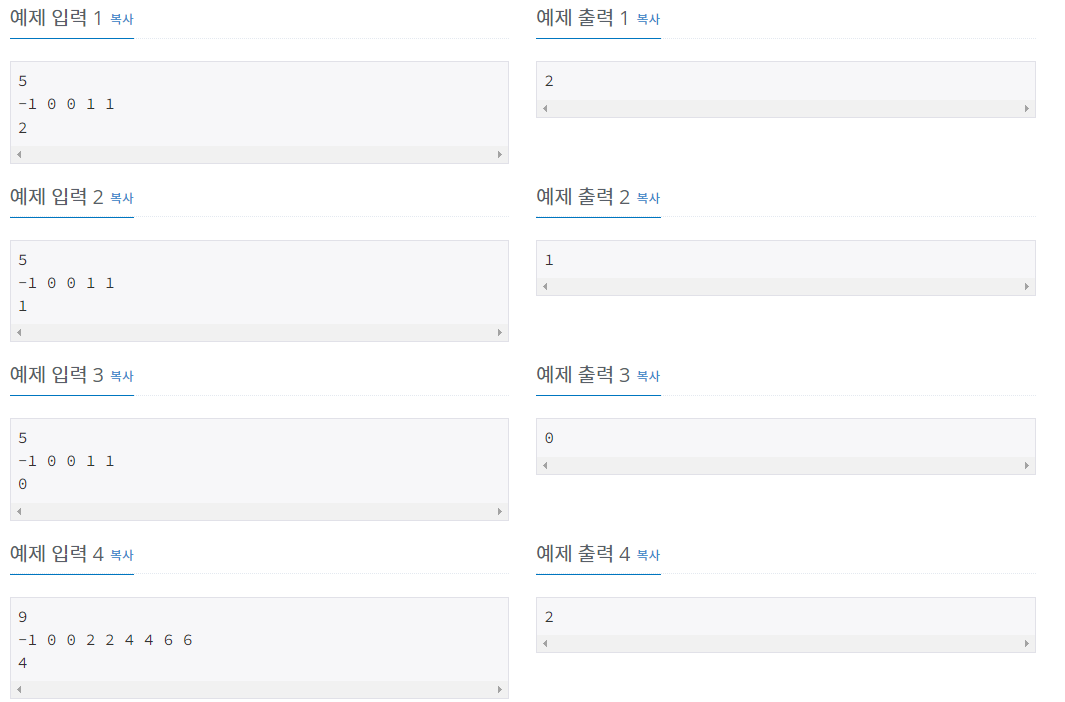 예제 입력 1 복사
5
-1 0 0 1 1
2
예제 출력 1 복사
2
예제 입력 2 복사
5
-1 0 0 1 1
1
예제 출력 2 복사
1
예제 입력 3 복사
5
-1 0 0 1 1
0
예제 출력 3 복사
0
예제 입력 4 복사
9
-1 0 0 2 2 4 4 6 6
4
예제 출력 4 복사
2